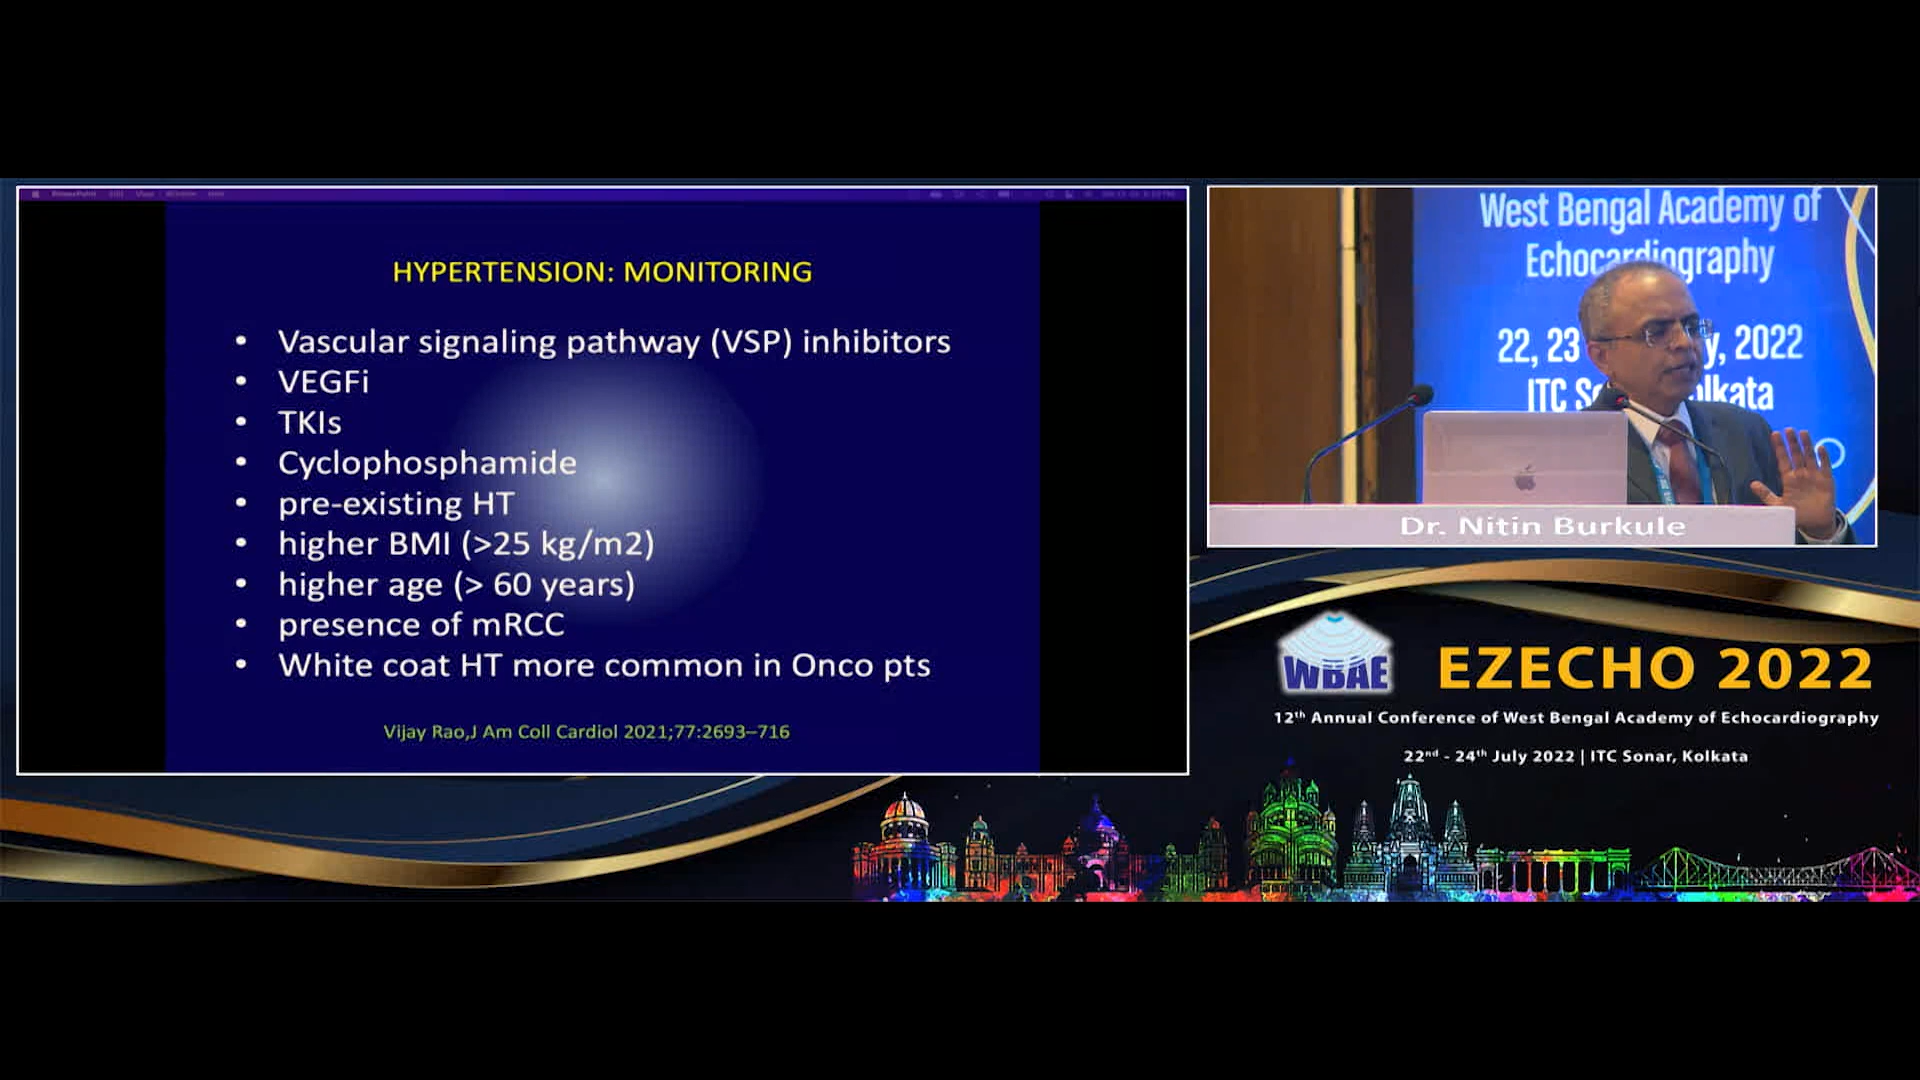 HYPERTENSION: MONITORING
• Vascular signaling pathway (VSP) inhibitors
• VEGFi
• TKIs
• Cyclophosphamide
• pre-existing HT
• higher BMI (>25 kg/m2)
• higher age (> 60 years)
• presence of mRCC
• White coat HT more common in Onco pts
Vijay Rao,J Am Coll Cardiol 2021;77:2693–716
West Bengal Academy of
Echocardiography
22, 23 , 2022
ITC
Dr. Nitin Burkule
WBAE
EZECHO 2022
12th Annual Conference of West Bengal Academy of Echocardiography
22nd - 24th July 2022 | ITC Sonar, Kolkata